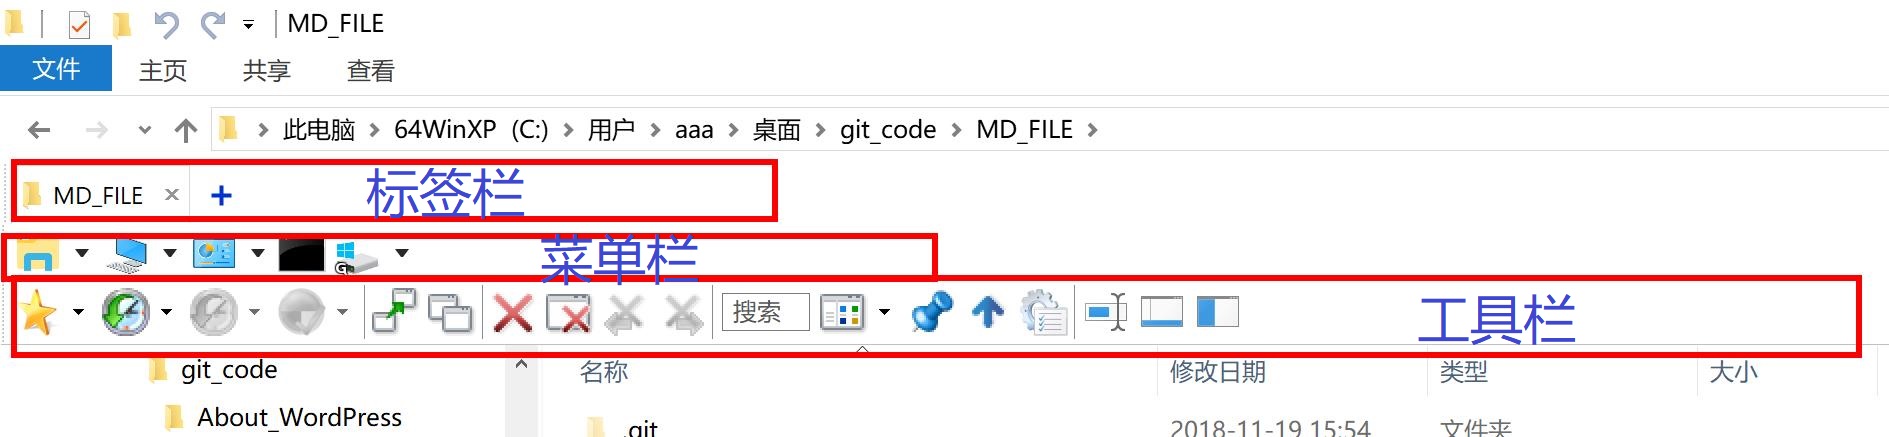 MD_FILE
文件 主页 共享 查看
此电脑 64WinXP (C:) 用户 aaa 桌面 git_code MD_FILE
MD_FILE 标签栏
菜单栏
搜索 工具栏
git_code 名称 修改日期 类型 大小
About_WordPress .git 2018-11-19 15:54 文件夹